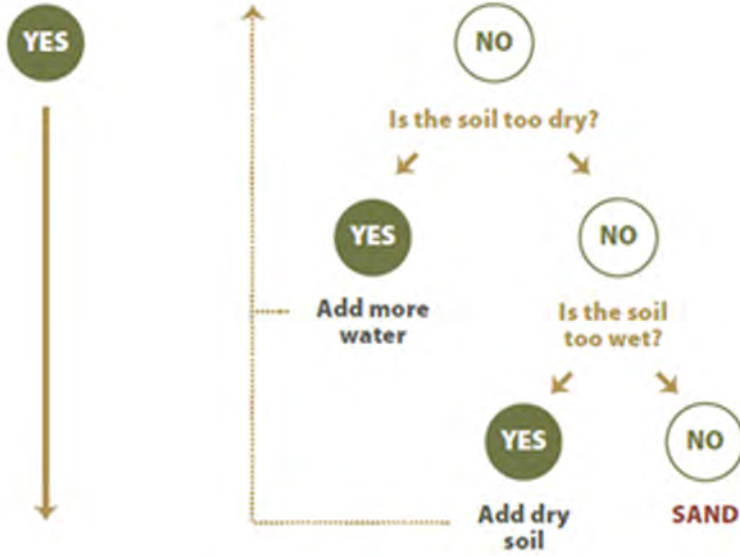 YES
NO
Is the soil too dry?
YES
NO
Add more
water
Is the soil
too wet?
YES
NO
Add dry
soil
SAND